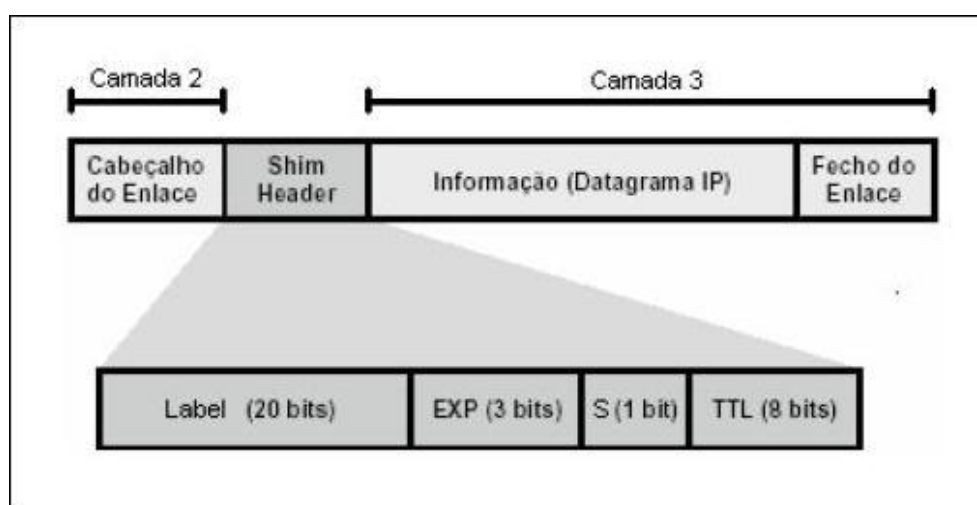 Camada 2
Camada 3
Cabeçalho
do Enlace
Shim
Header
Informação (Datagrama IP)
Fecho do
Enlace
Label (20 bits)
EXP (3 bits)
S (1 bit)
TTL (8 bits)